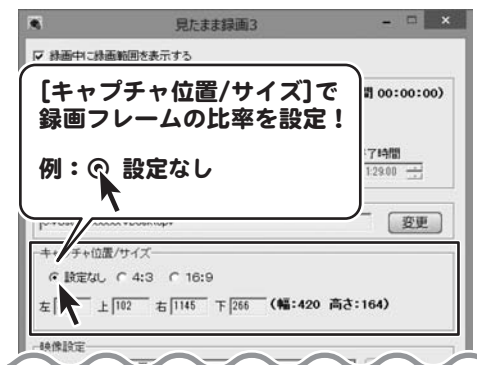 見たまま録画3
録画中に録画範囲を表示する
[キャプチャ位置/サイズ]で
録画フレームの比率を設定！
例：◎ 設定なし
00:00:00)
終了時間
1:29:00
変更
キャプチャ位置/サイズ
設定なし 4:3 16:9
左 上 102 右 1145 下 266 (幅:420 高さ:164)
映像設定